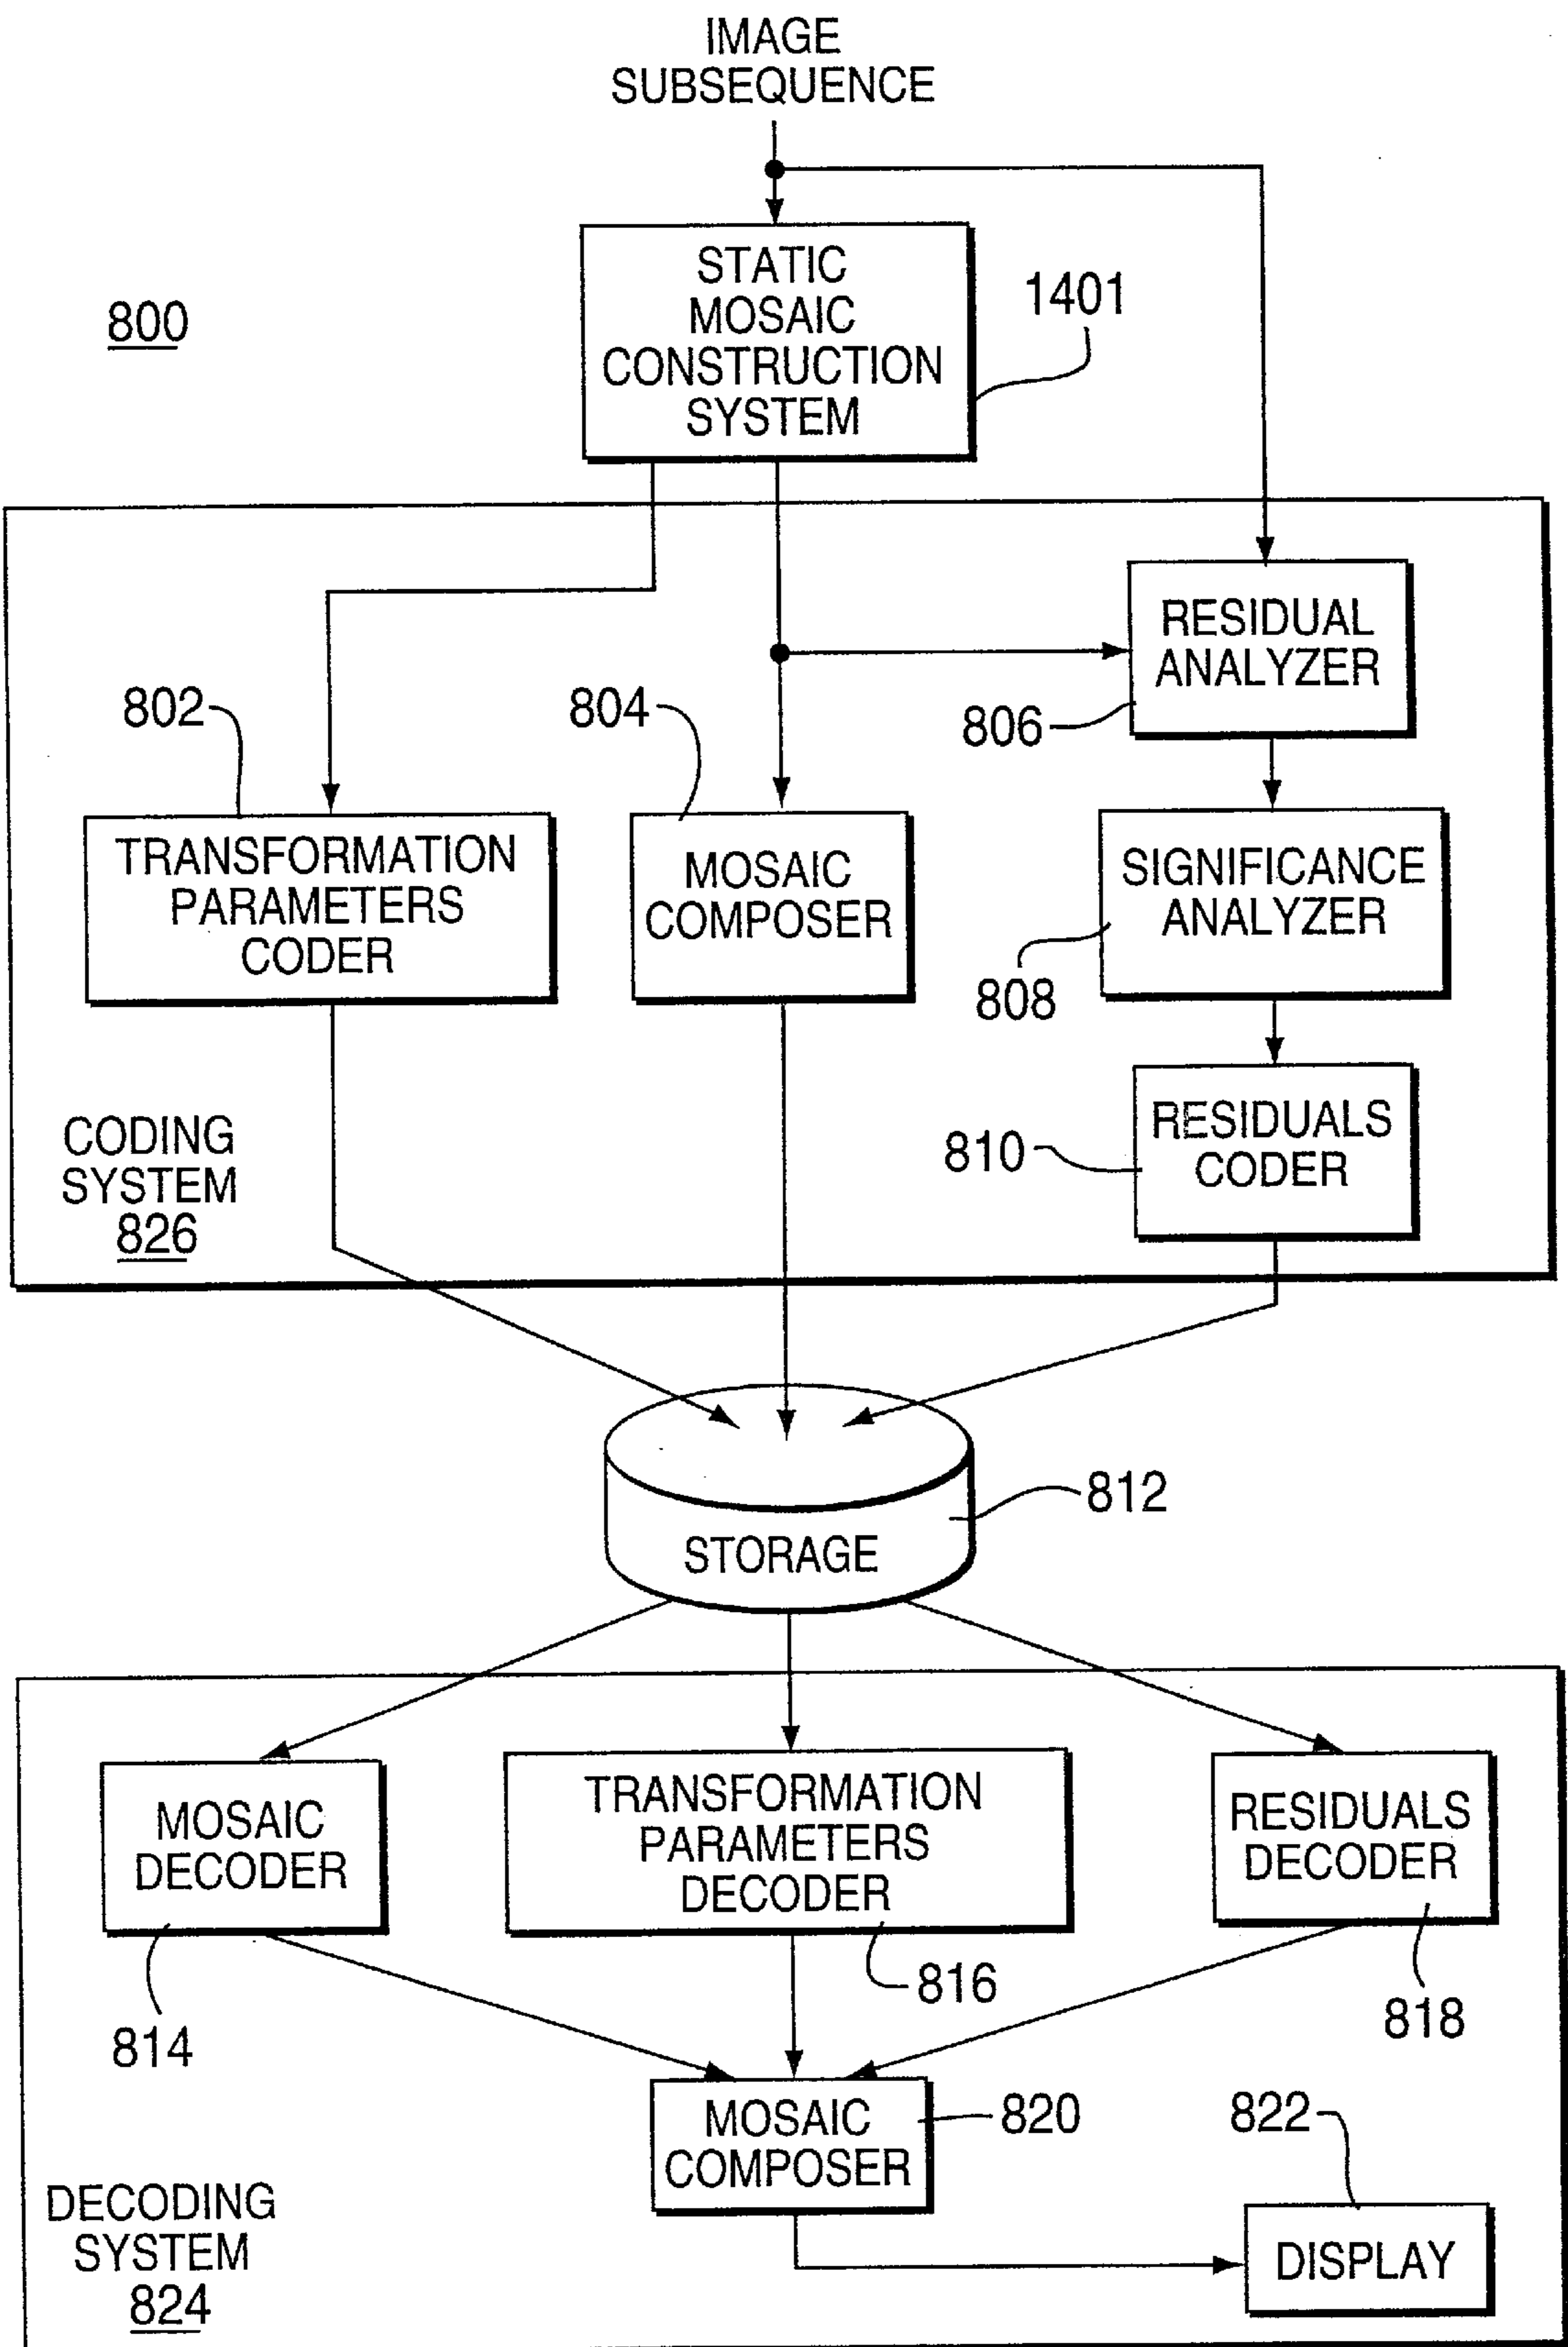 IMAGE
SUBSEQUENCE
800
STATIC
MOSAIC
CONSTRUCTION
SYSTEM
1401
RESIDUAL
ANALYZER
802
804
806
TRANSFORMATION
PARAMETERS
CODER
MOSAIC
COMPOSER
SIGNIFICANCE
ANALYZER
808
CODING
SYSTEM
826
810
RESIDUALS
CODER
812
STORAGE
MOSAIC
DECODER
TRANSFORMATION
PARAMETERS
DECODER
RESIDUALS
DECODER
814
816
818
MOSAIC
COMPOSER
820
822
DECODING
SYSTEM
824
DISPLAY